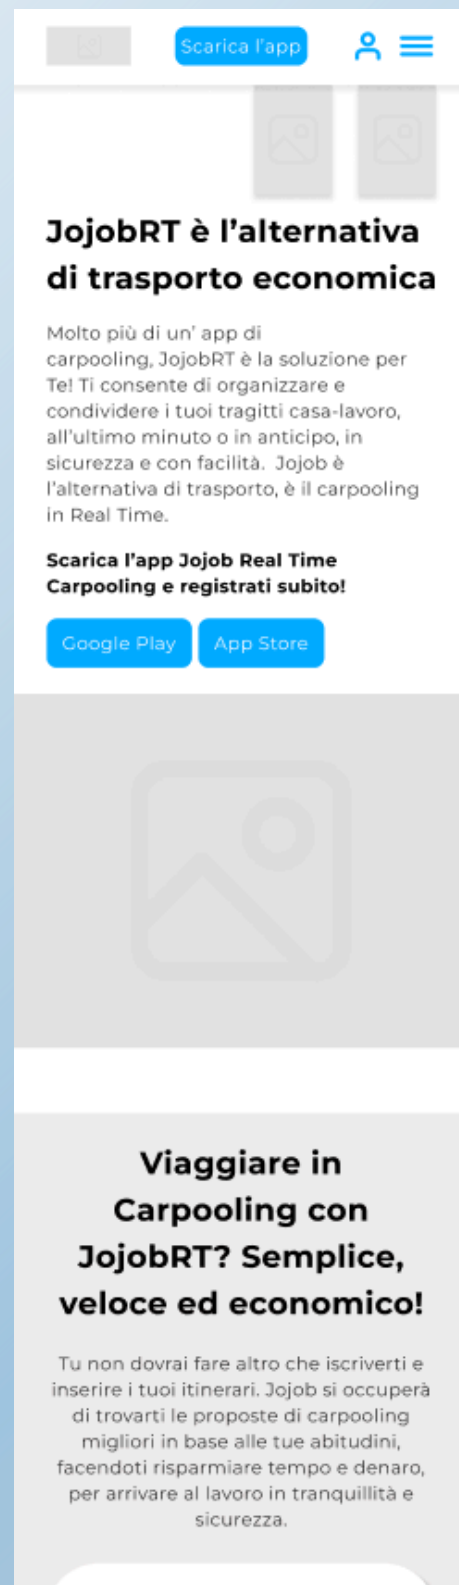 Scarica l'app
JojobRT è l'alternativa
di trasporto economica
Molto più di un' app di
carpooling, JojobRT è la soluzione per
Te! Ti consente di organizzare e
condividere i tuoi tragitti casa-lavoro,
all'ultimo minuto o in anticipo, in
sicurezza e con facilità.  Jojob è
l'alternativa di trasporto, è il carpooling
in Real Time.
Scarica l'app Jojob Real Time
Carpooling e registrati subito!
Google Play App Store
Viaggiare in
Carpooling con
JojobRT? Semplice,
veloce ed economico!
Tu non dovrai fare altro che iscriverti e
inserire i tuoi itinerari. Jojob si occuperà
di trovarti le proposte di carpooling
migliori in base alle tue abitudini,
facendoti risparmiare tempo e denaro,
per arrivare al lavoro in tranquillità e
sicurezza.